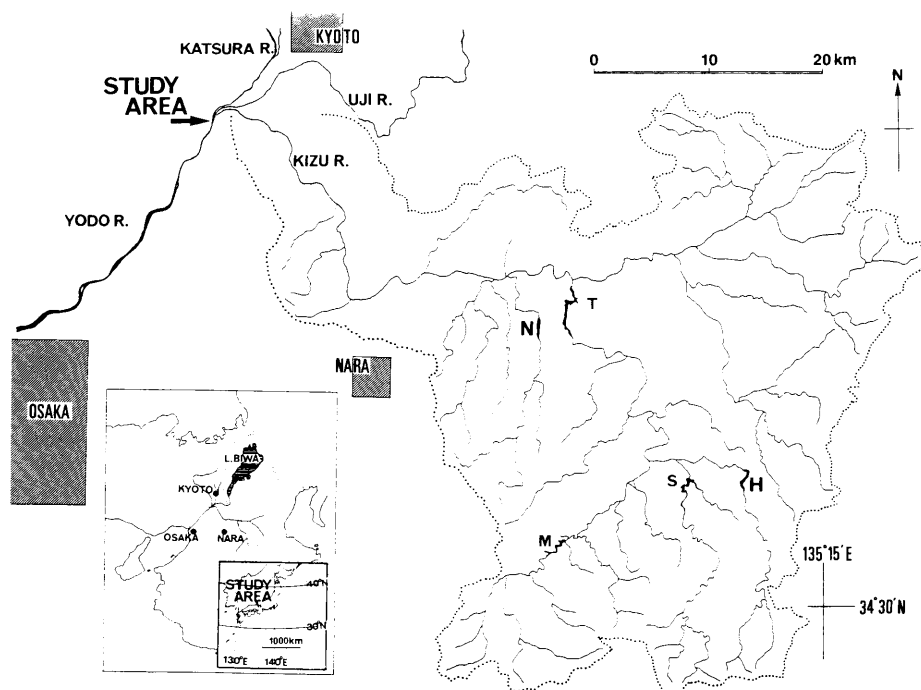 KYOTO
KATSURA R.
0 10 20 km
STUDY
AREA
UJI R.
N
KIZU R.
YODO R.
T
N
NARA
OSAKA
L.BIWA
KYOTO
S
H
OSAKA
NARA
M
135°15'E
STUDY
AREA
40°N
34°30'N
30°N
1000km
130°E 140°E